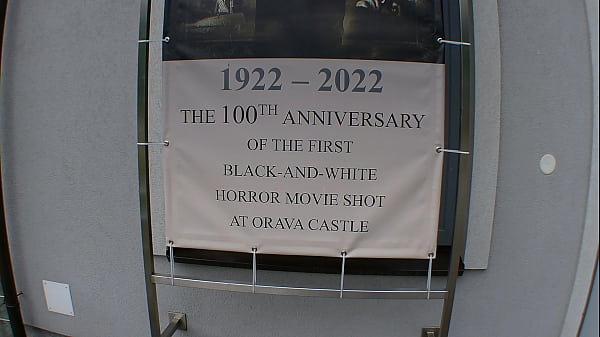 1922 – 2022
THE 100TH ANNIVERSARY
OF THE FIRST
BLACK-AND-WHITE
HORROR MOVIE SHOT
AT ORAVA CASTLE